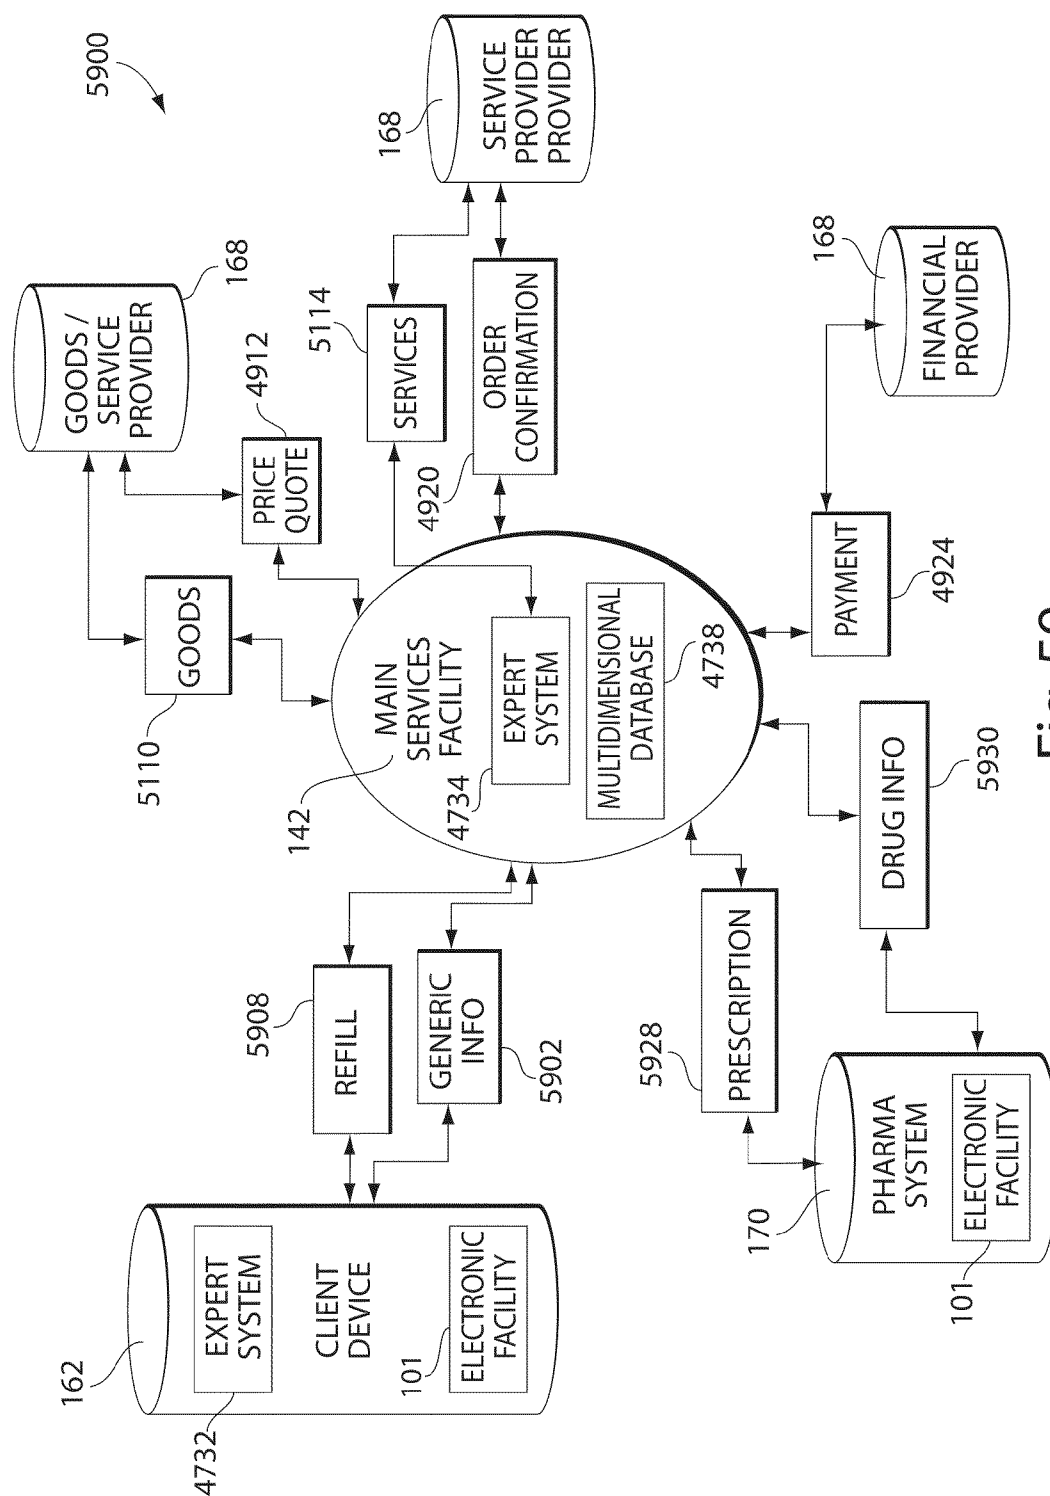 5900
162
4732
EXPERT
SYSTEM
CLIENT
DEVICE
101
ELECTRONIC
FACILITY
5908
REFILL
GENERIC
INFO
5902
5110
GOODS
GOODS /
SERVICE
PROVIDER
168
4912
PRICE
QUOTE
5114
SERVICES
4920
ORDER
CONFIRMATION
168
SERVICE
PROVIDER
PROVIDER
142
MAIN
SERVICES
FACILITY
4734
EXPERT
SYSTEM
MULTIDIMENSIONAL
DATABASE
4738
5928
PRESCRIPTION
170
PHARMA
SYSTEM
101
ELECTRONIC
FACILITY
DRUG INFO
5930
PAYMENT
4924
168
FINANCIAL
PROVIDER